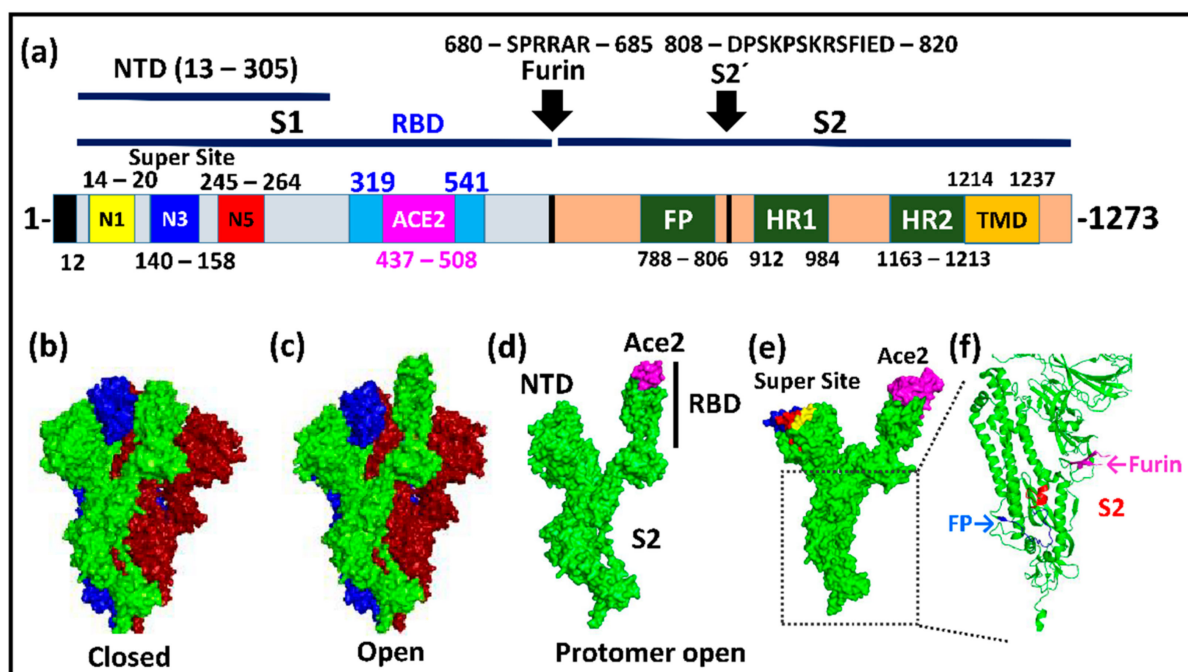 (a)
680 – SPRRAR – 685 808 – DPSKPSKRSFIED – 820
NTD (13 – 305)
Furin
S2´
S1
RBD
S2
Super Site
14 – 20
245 – 264
319
541
1214
1237
1-
N1
N3
N5
ACE2
FP
HR1
HR2
TMD
-1273
12
140 – 158
437 – 508
788 – 806
912
984
1163 – 1213
(b)
(c)
(d)
(e)
(f)
Ace2
NTD
RBD
S2
Super Site
Ace2
Furin
S2
FP
Closed
Open
Protomer open